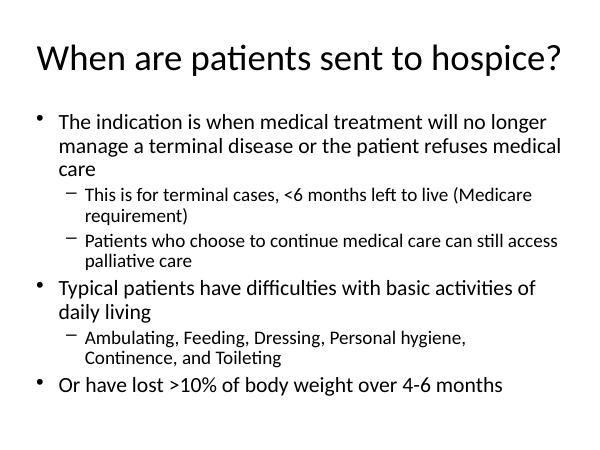 When are patients sent to hospice?
• The indication is when medical treatment will no longer
manage a terminal disease or the patient refuses medical
care
– This is for terminal cases, <6 months left to live (Medicare
requirement)
– Patients who choose to continue medical care can still access
palliative care
• Typical patients have difficulties with basic activities of
daily living
– Ambulating, Feeding, Dressing, Personal hygiene,
Continence, and Toileting
• Or have lost >10% of body weight over 4-6 months